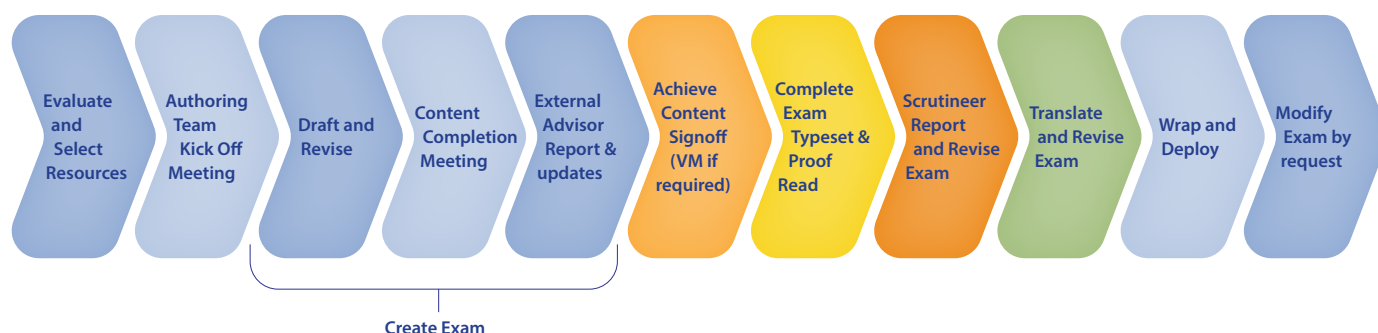 Evaluate
and
Select
Resources
Authoring
Team
Kick Off
Meeting
Draft and
Revise
Content
Completion
Meeting
External
Advisor
Report &
updates
Achieve
Content
Signoff
(VM if
required)
Complete
Exam
Typeset &
Proof
Read
Scrutineer
Report
and Revise
Exam
Translate
and Revise
Exam
Wrap and
Deploy
Modify
Exam by
request
Create Exam